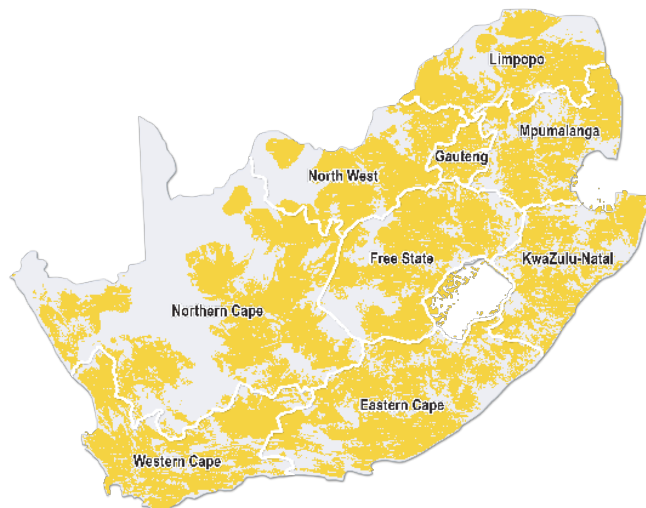 Limpopo
Mpumalanga
Gauteng
North West
Free State
KwaZulu-Natal
Northern Cape
Eastern Cape
Western Cape